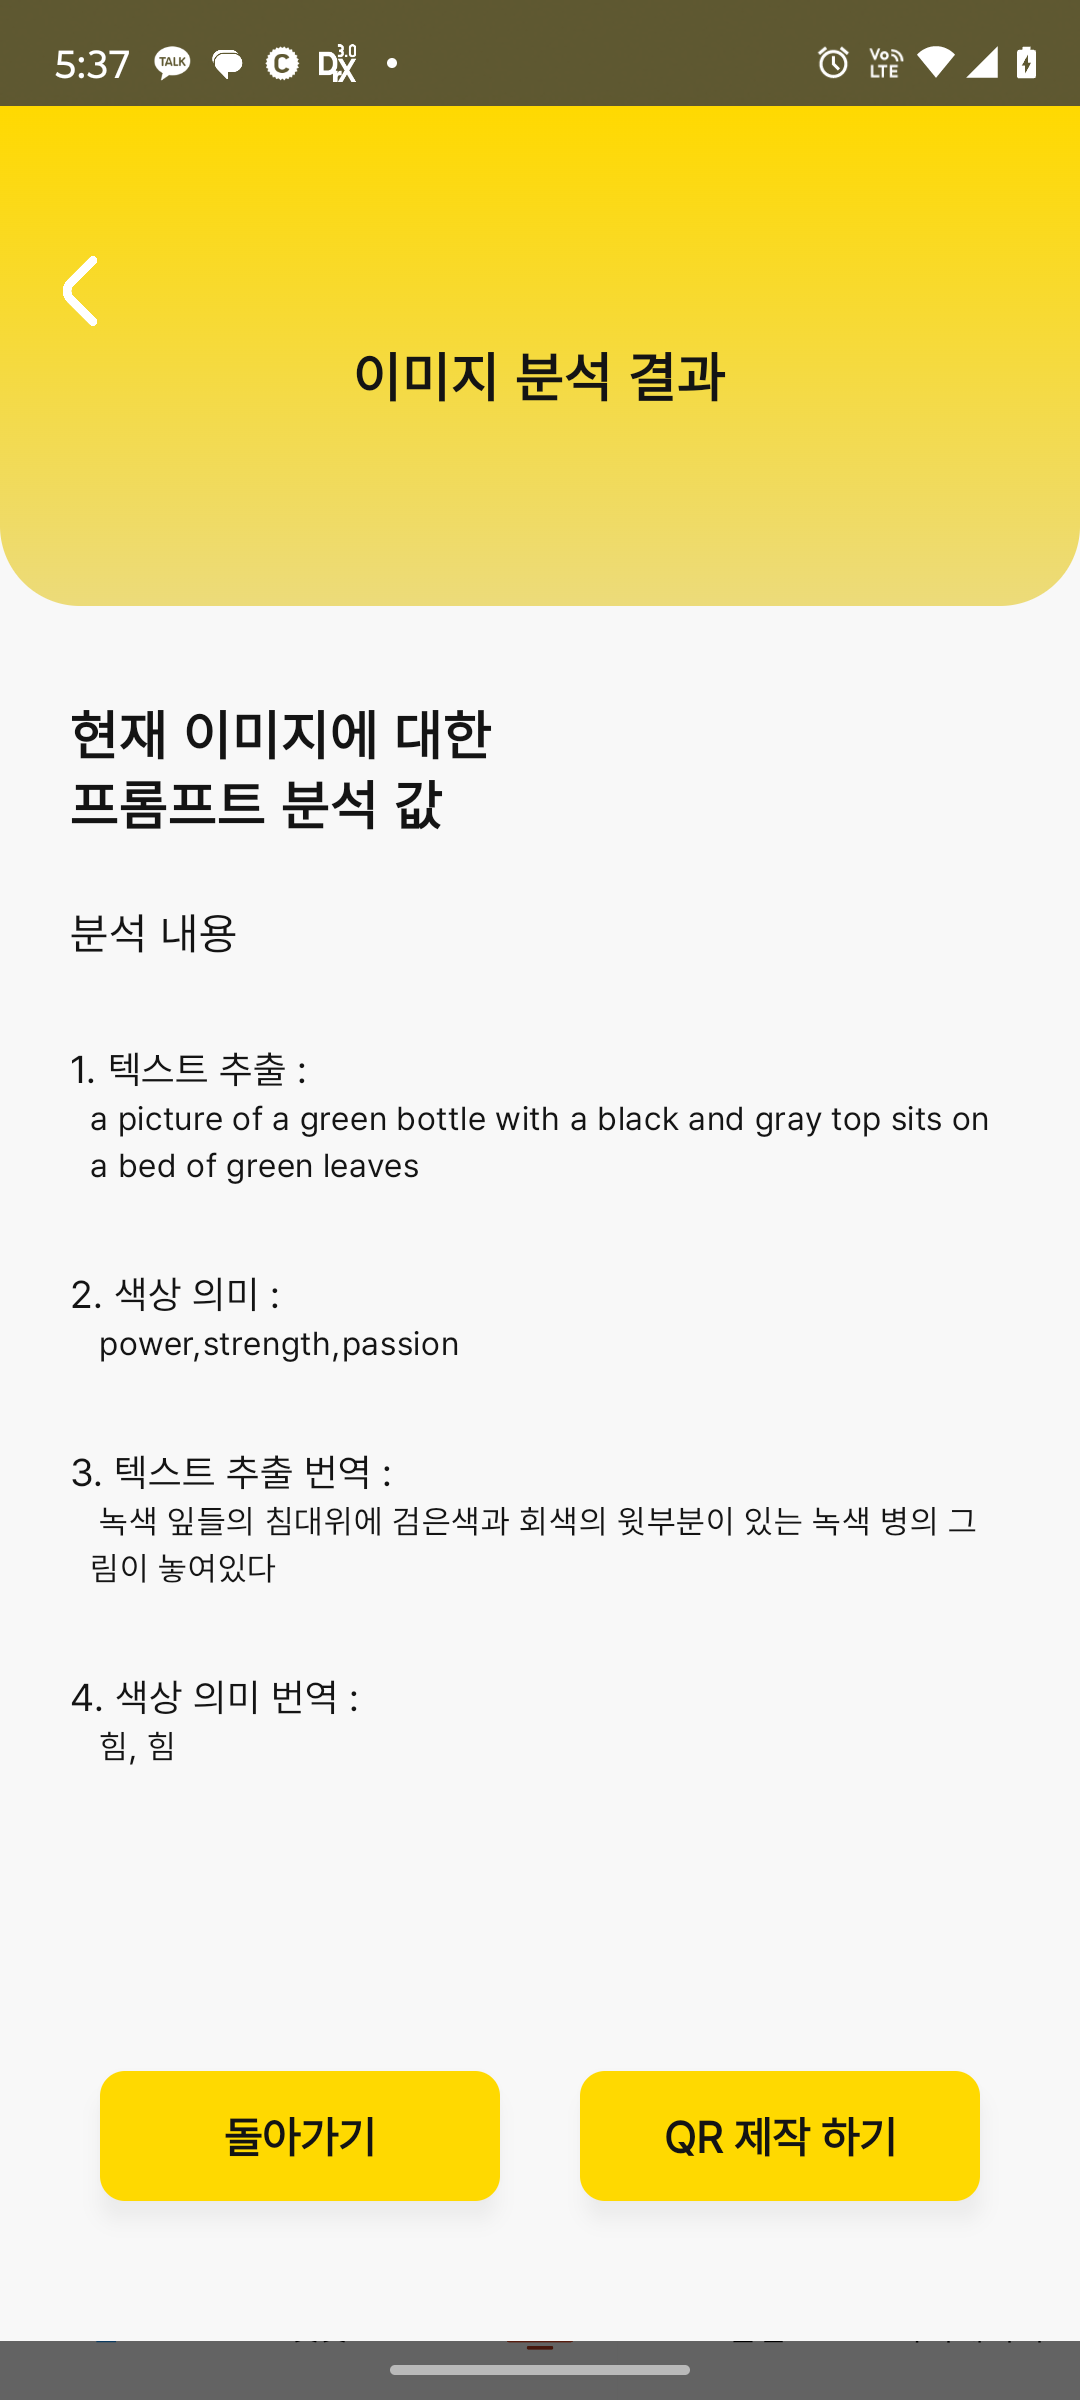 5:37
TALK
C
3.0
Vo
LTE
이미지 분석 결과
현재 이미지에 대한
프롬프트 분석 값
분석 내용
1. 텍스트 추출 :
a picture of a green bottle with a black and gray top sits on
a bed of green leaves
2. 색상 의미 :
power,strength,passion
3. 텍스트 추출 번역 :
녹색 잎들의 침대위에 검은색과 회색의 윗부분이 있는 녹색 병의 그
림이 놓여있다
4. 색상 의미 번역 :
힘, 힘
돌아가기
QR 제작 하기